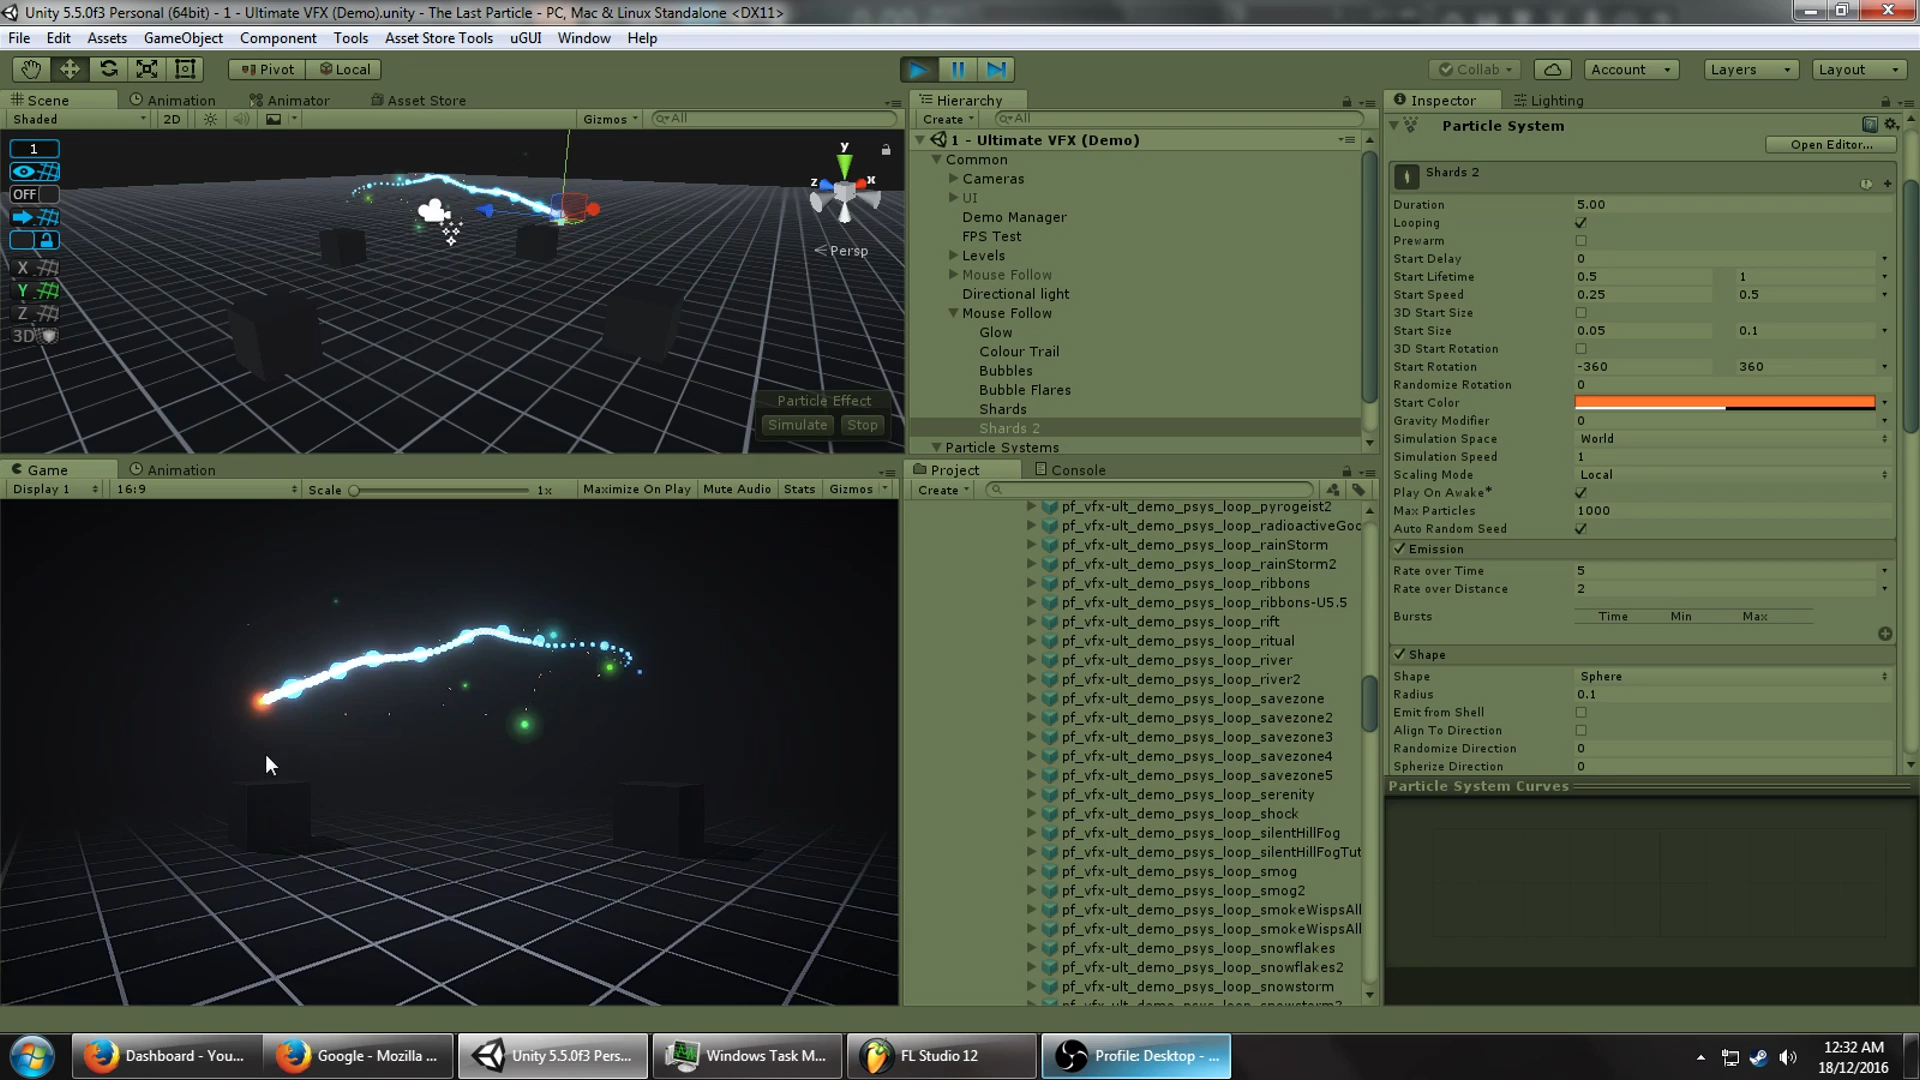 Unity 5.5.0f3 Personal (64bit) - 1 - Ultimate VFX (Demo).unity - The Last Particle - PC, Mac & Linux Standalone <DX11>
File Edit Assets GameObject Component Tools Asset Store Tools uGUI Window Help
Pivot Local Collab Account Layers Layout
Scene Animation Animator Asset Store
Shaded 2D Gizmos All
1
OFF
X
Y
Z
3D
y
z x
Persp
Particle Effect
Simulate Stop
Hierarchy
Create All
1 - Ultimate VFX (Demo)
Common
Cameras
UI
Demo Manager
FPS Test
Levels
Mouse Follow
Directional light
Mouse Follow
Glow
Colour Trail
Bubbles
Bubble Flares
Shards
Shards 2
Particle Systems
Game Animation
Display 1 16:9 Scale 1x Maximize On Play Mute Audio Stats Gizmos
Project Console
Create
pf_vfx-ult_demo_psys_loop_pyrogeist2
pf_vfx-ult_demo_psys_loop_radioactiveGoo
pf_vfx-ult_demo_psys_loop_rainStorm
pf_vfx-ult_demo_psys_loop_rainStorm2
pf_vfx-ult_demo_psys_loop_ribbons
pf_vfx-ult_demo_psys_loop_ribbons-U5.5
pf_vfx-ult_demo_psys_loop_rift
pf_vfx-ult_demo_psys_loop_ritual
pf_vfx-ult_demo_psys_loop_river
pf_vfx-ult_demo_psys_loop_river2
pf_vfx-ult_demo_psys_loop_savezone
pf_vfx-ult_demo_psys_loop_savezone2
pf_vfx-ult_demo_psys_loop_savezone3
pf_vfx-ult_demo_psys_loop_savezone4
pf_vfx-ult_demo_psys_loop_savezone5
pf_vfx-ult_demo_psys_loop_serenity
pf_vfx-ult_demo_psys_loop_shock
pf_vfx-ult_demo_psys_loop_silentHillFog
pf_vfx-ult_demo_psys_loop_silentHillFogTut
pf_vfx-ult_demo_psys_loop_smog
pf_vfx-ult_demo_psys_loop_smog2
pf_vfx-ult_demo_psys_loop_smokeWispsAll
pf_vfx-ult_demo_psys_loop_smokeWispsAll
pf_vfx-ult_demo_psys_loop_snowflakes
pf_vfx-ult_demo_psys_loop_snowflakes2
pf_vfx-ult_demo_psys_loop_snowstorm
pf_vfx-ult_demo_psys_loop_snowstorm2
Inspector Lighting
Particle System
Open Editor...
Shards 2
Duration 5.00
Looping
Prewarm
Start Delay 0
Start Lifetime 0.5 1
Start Speed 0.25 0.5
3D Start Size
Start Size 0.05 0.1
3D Start Rotation
Start Rotation -360 360
Randomize Rotation 0
Start Color
Gravity Modifier 0
Simulation Space World
Simulation Speed 1
Scaling Mode Local
Play On Awake*
Max Particles 1000
Auto Random Seed
Emission
Rate over Time 5
Rate over Distance 2
Bursts Time Min Max
Shape
Shape Sphere
Radius 0.1
Emit from Shell
Align To Direction
Randomize Direction 0
Spherize Direction 0
Particle System Curves
Dashboard - You... Google - Mozilla ... Unity 5.5.0f3 Pers... Windows Task M... FL Studio 12 Profile: Desktop - ...
12:32 AM
18/12/2016